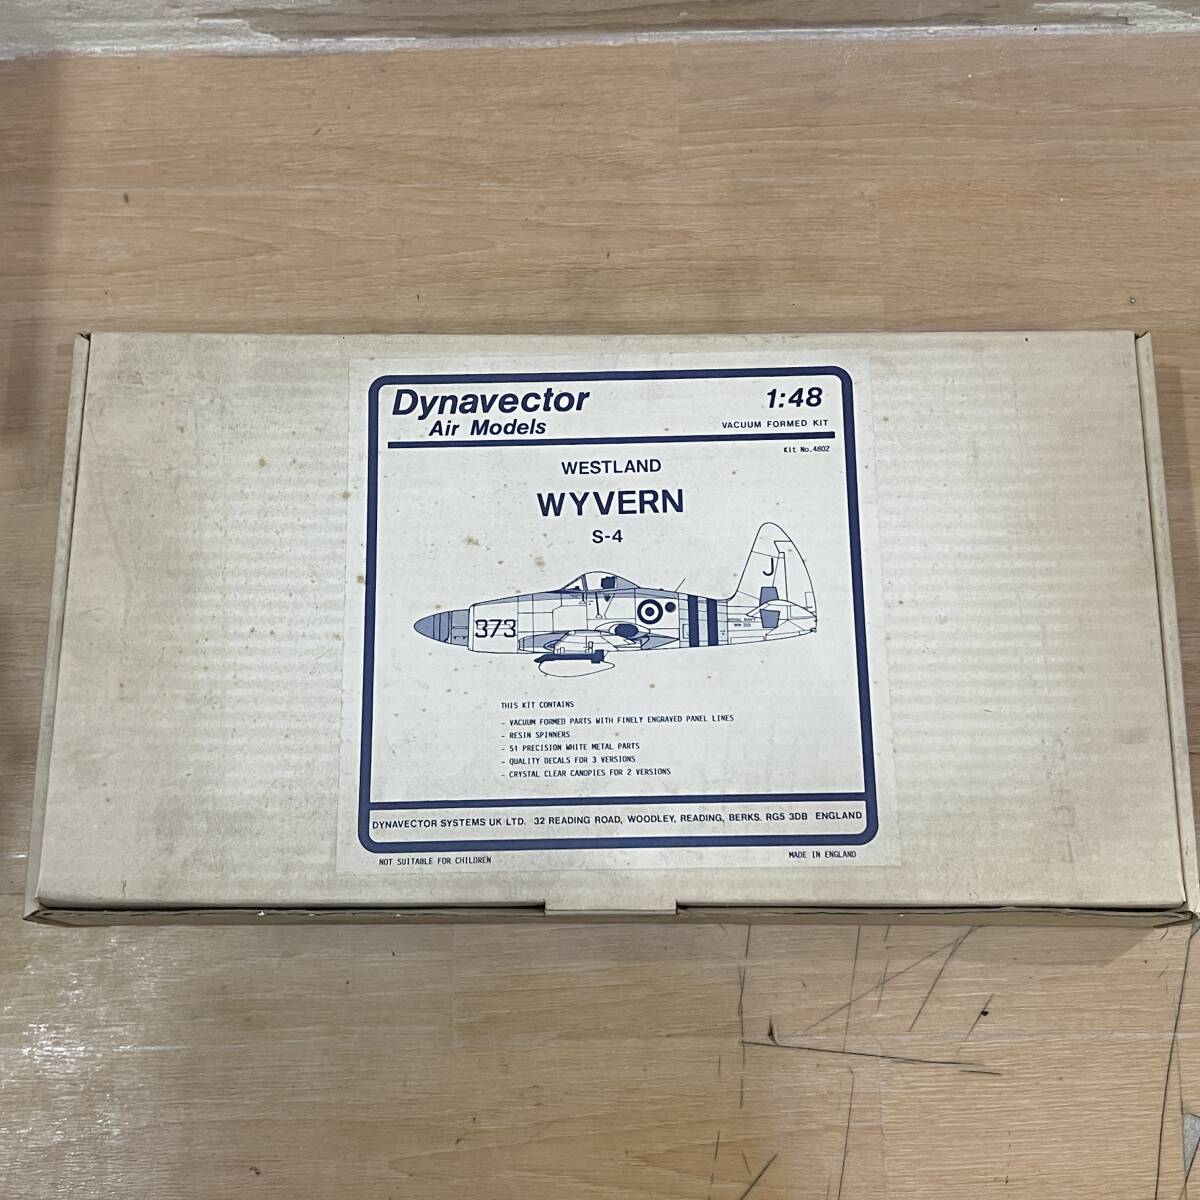 Dynavector
Air Models
1:48
VACUUM FORMED KIT
Kit No.4802
WESTLAND
WYVERN
S-4
J
373
ROYAL NAVY
THIS KIT CONTAINS
- VACUUM FORMED PARTS WITH FINELY ENGRAVED PANEL LINES
- RESIN SPINNERS
- 51 PRECISION WHITE METAL PARTS
- QUALITY DECALS FOR 3 VERSIONS
- CRYSTAL CLEAR CANOPIES FOR 2 VERSIONS
DYNAVECTOR SYSTEMS UK LTD. 32 READING ROAD, WOODLEY, READING, BERKS. RG5 3DB ENGLAND
NOT SUITABLE FOR CHILDREN
MADE IN ENGLAND